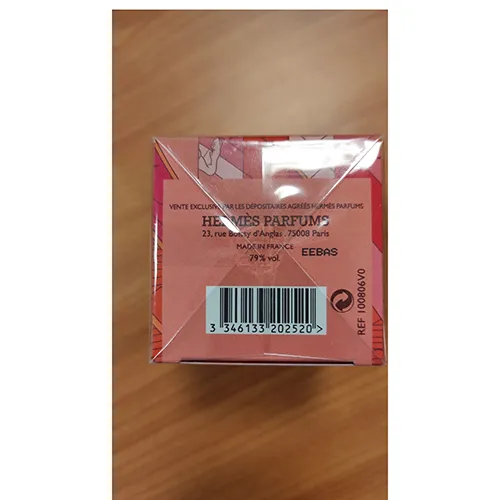 VENTE EXCLUSIVE PAR LES DÉPOSITAIRES AGRÉÉS HERMÈS PARFUMS
HERMÈS PARFUMS
23, rue Boissy d'Anglas .75008 Paris
MADE IN FRANCE
79% vol.
EEBAS
3 346133 202520 >
REF 100806V0